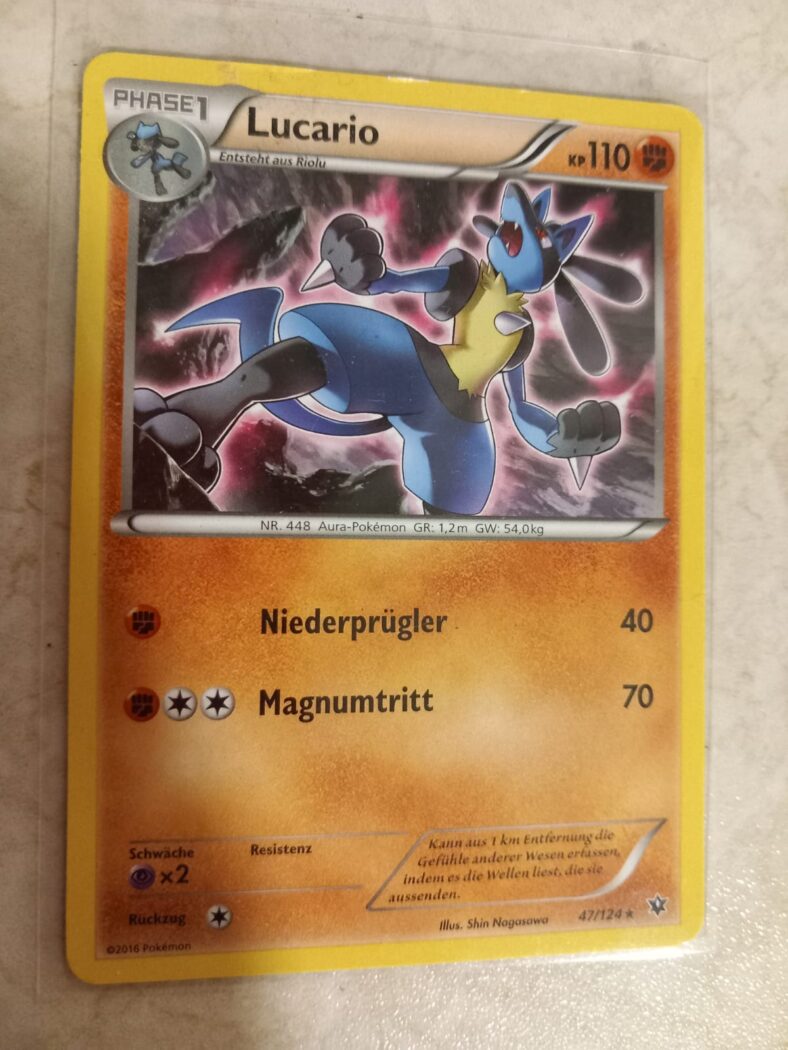 PHASE 1
Lucario
Entsteht aus Riolu
KP 110
NR. 448 Aura-Pokémon GR: 1,2m GW: 54,0kg
Niederprügler 40
Magnumtritt 70
Schwäche
×2
Resistenz
Rückzug
Kann aus 1 km Entfernung die
Gefühle anderer Wesen erfassen,
indem es die Wellen liest, die sie
aussenden.
Illus. Shin Nagasawa
47/124 ★
©2016 Pokémon